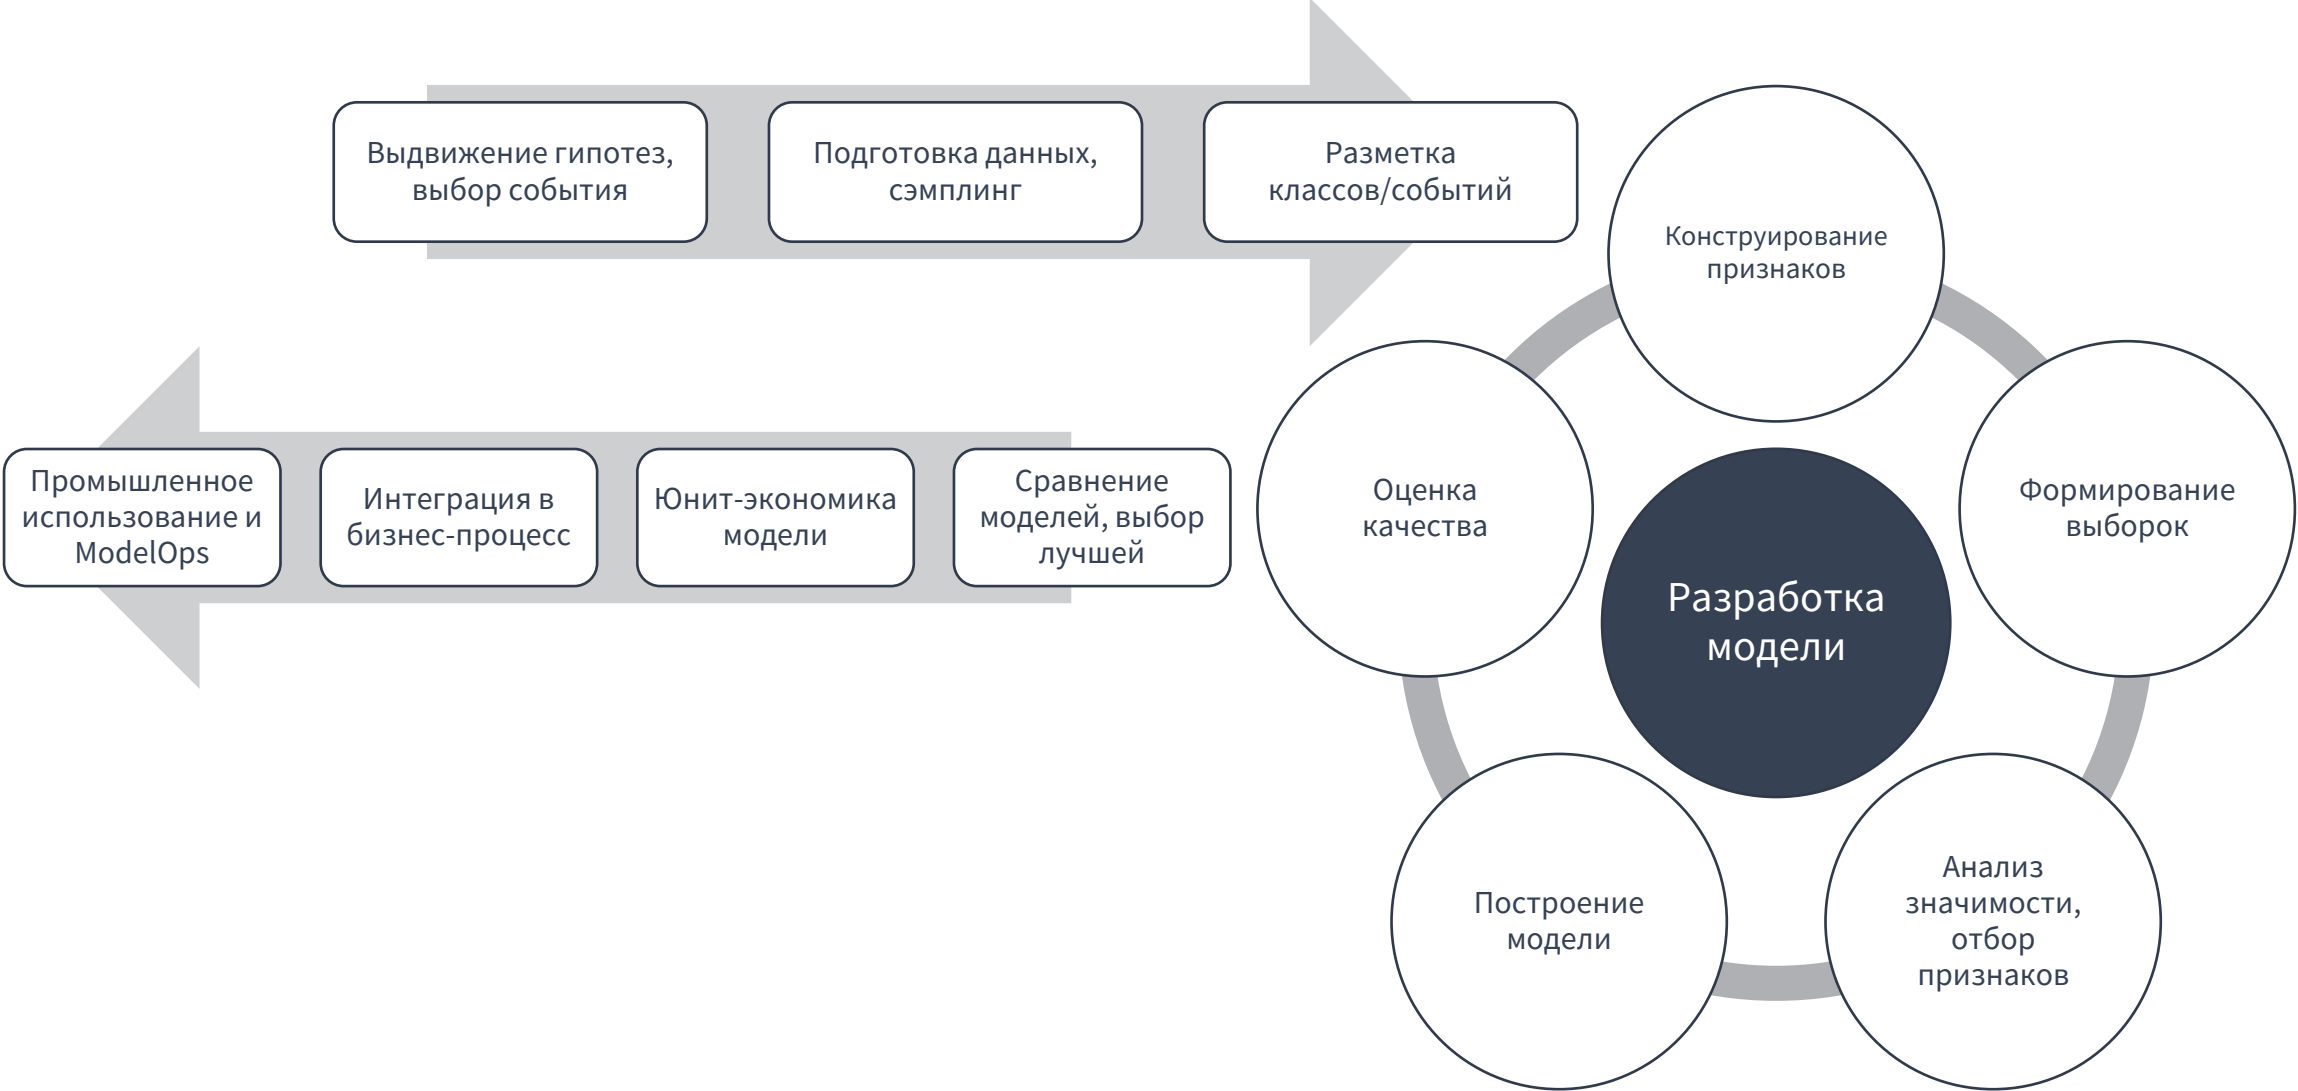 Выдвижение гипотез,
выбор события
Подготовка данных,
сэмплинг
Разметка
классов/событий
Конструирование
признаков
Формирование
выборок
Анализ
значимости,
отбор
признаков
Построение
модели
Оценка
качества
Разработка
модели
Сравнение
моделей, выбор
лучшей
Юнит-экономика
модели
Интеграция в
бизнес-процесс
Промышленное
использование и
ModelOps